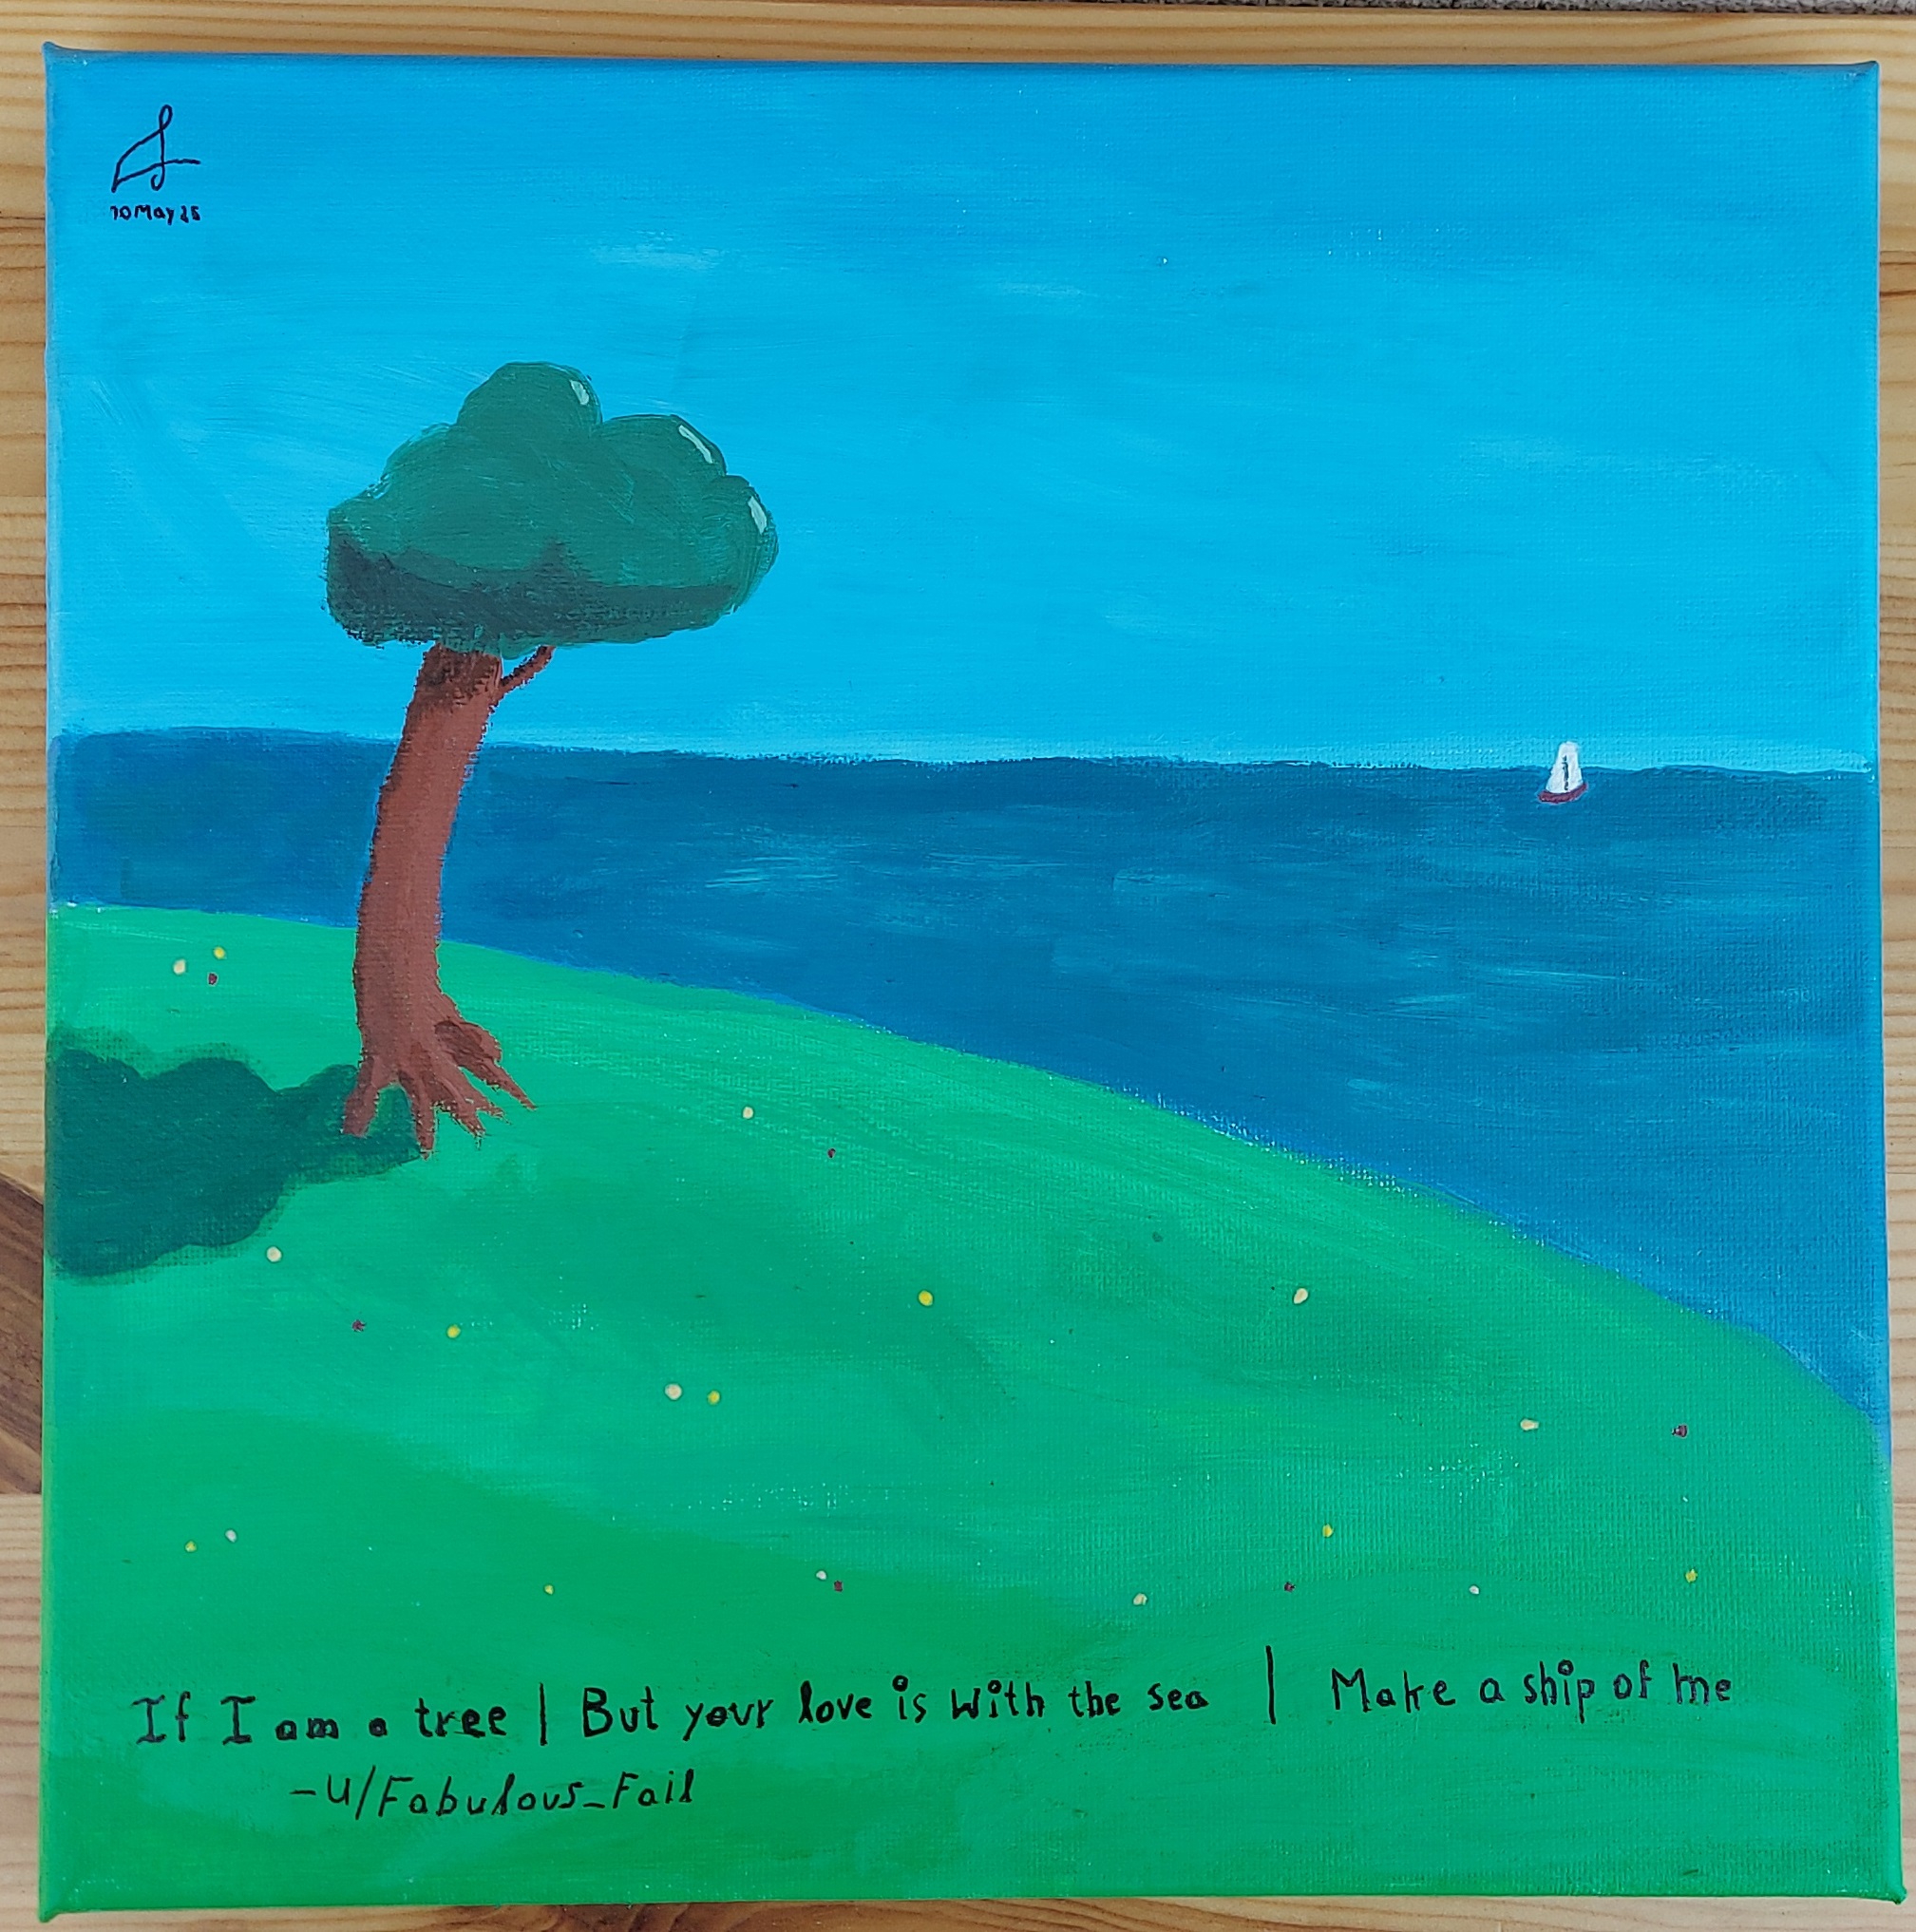 10 May 25
If I am a tree | But your love is with the sea | Make a ship of me
-u/Fabulous_Fail